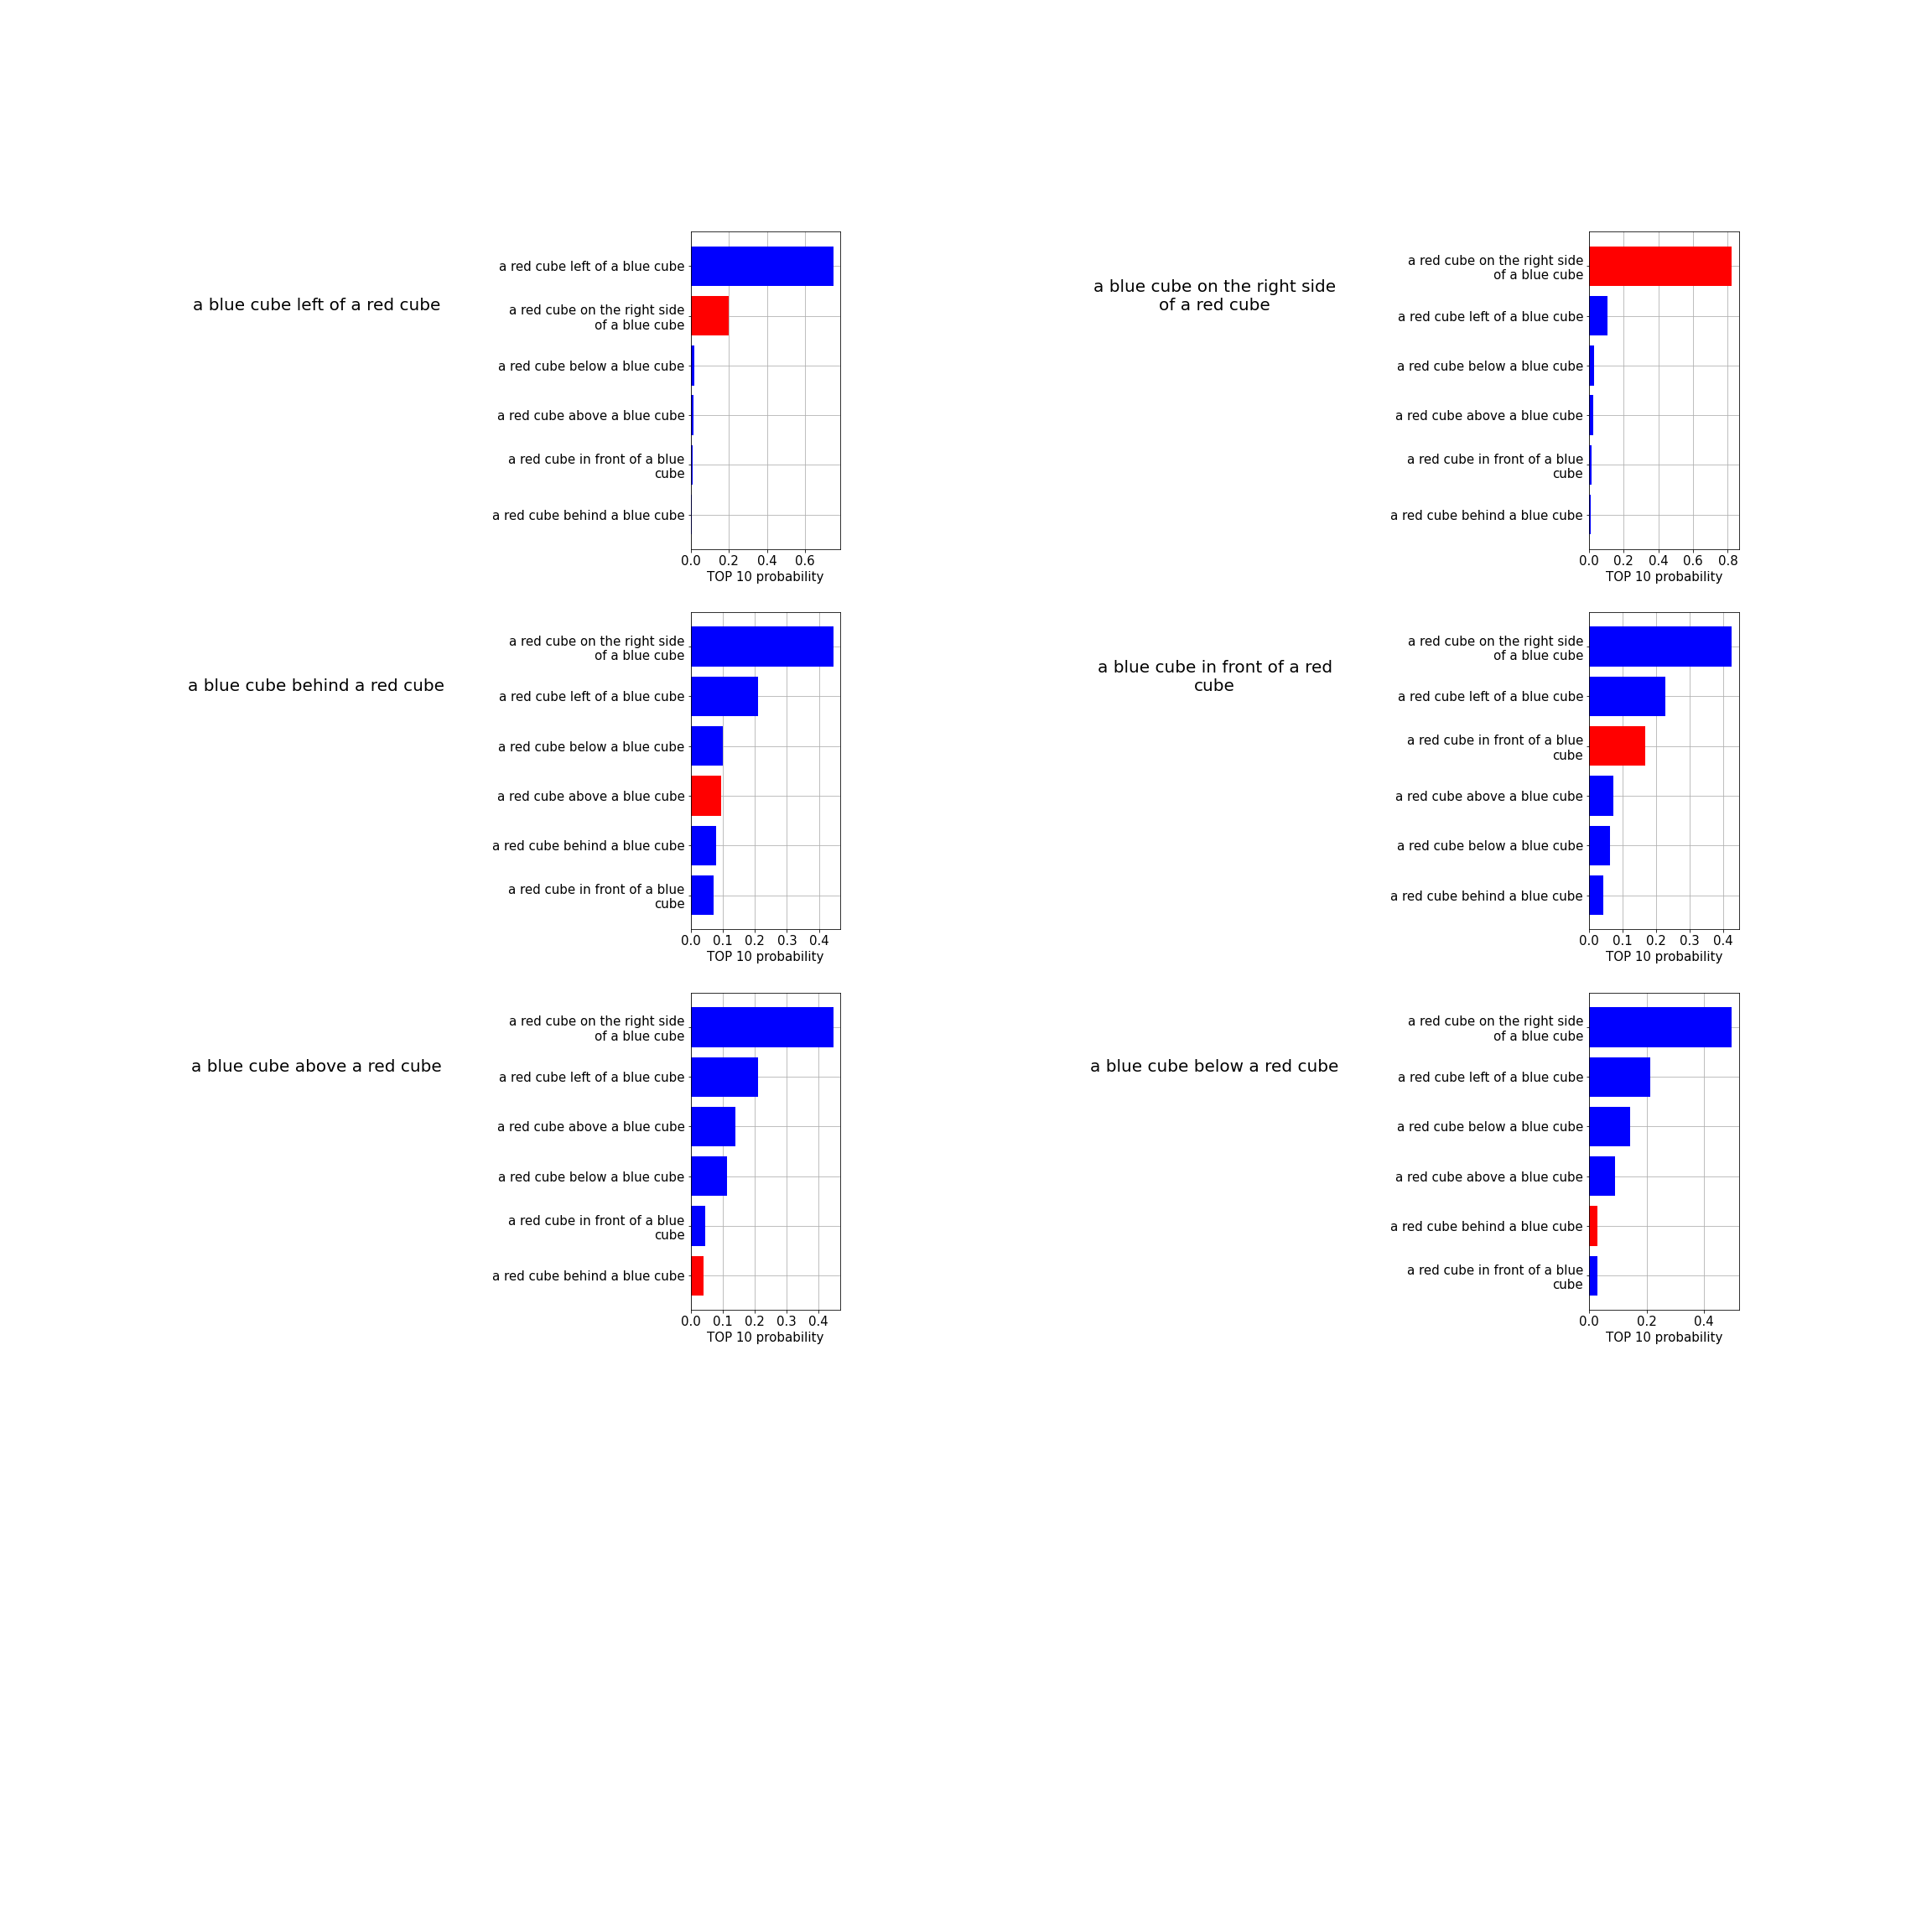 a blue cube left of a red cube
a red cube left of a blue cube
a red cube on the right side
of a blue cube
a red cube below a blue cube
a red cube above a blue cube
a red cube in front of a blue
cube
a red cube behind a blue cube
0.0 0.2 0.4 0.6
TOP 10 probability
a blue cube on the right side
of a red cube
a red cube on the right side
of a blue cube
a red cube left of a blue cube
a red cube below a blue cube
a red cube above a blue cube
a red cube in front of a blue
cube
a red cube behind a blue cube
0.0 0.2 0.4 0.6 0.8
TOP 10 probability
a blue cube behind a red cube
a red cube on the right side
of a blue cube
a red cube left of a blue cube
a red cube below a blue cube
a red cube above a blue cube
a red cube behind a blue cube
a red cube in front of a blue
cube
0.0 0.1 0.2 0.3 0.4
TOP 10 probability
a blue cube in front of a red
cube
a red cube on the right side
of a blue cube
a red cube left of a blue cube
a red cube in front of a blue
cube
a red cube above a blue cube
a red cube below a blue cube
a red cube behind a blue cube
0.0 0.1 0.2 0.3 0.4
TOP 10 probability
a blue cube above a red cube
a red cube on the right side
of a blue cube
a red cube left of a blue cube
a red cube above a blue cube
a red cube below a blue cube
a red cube in front of a blue
cube
a red cube behind a blue cube
0.0 0.1 0.2 0.3 0.4
TOP 10 probability
a blue cube below a red cube
a red cube on the right side
of a blue cube
a red cube left of a blue cube
a red cube below a blue cube
a red cube above a blue cube
a red cube behind a blue cube
a red cube in front of a blue
cube
0.0 0.2 0.4
TOP 10 probability